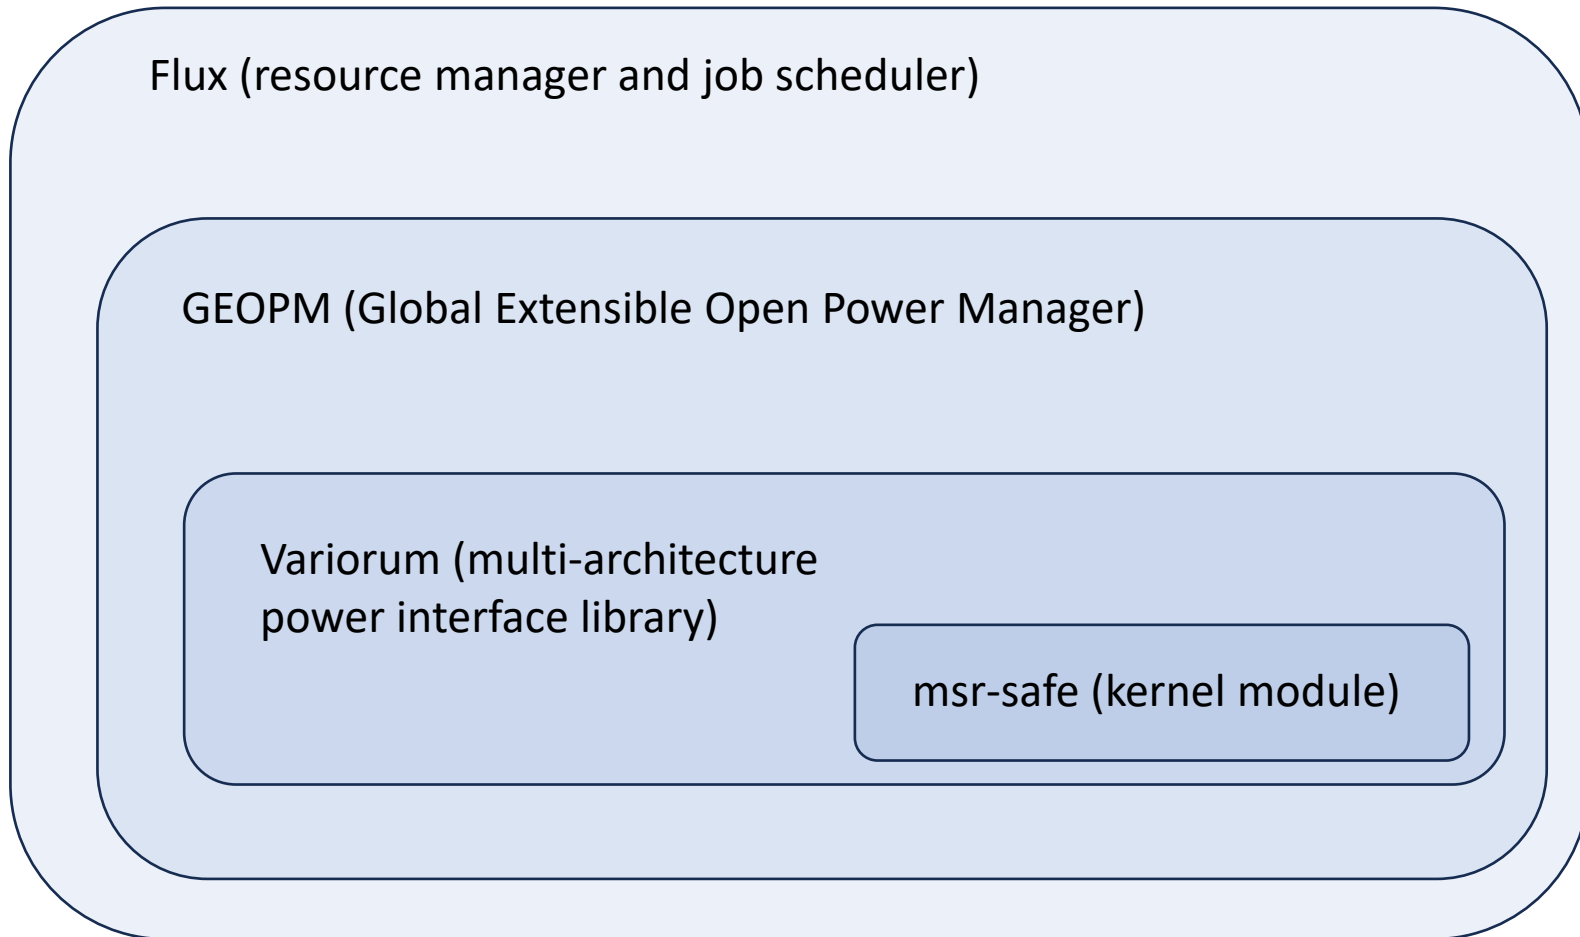 Flux (resource manager and job scheduler)
GEOPM (Global Extensible Open Power Manager)
Variorum (multi-architecture
power interface library)
msr-safe (kernel module)